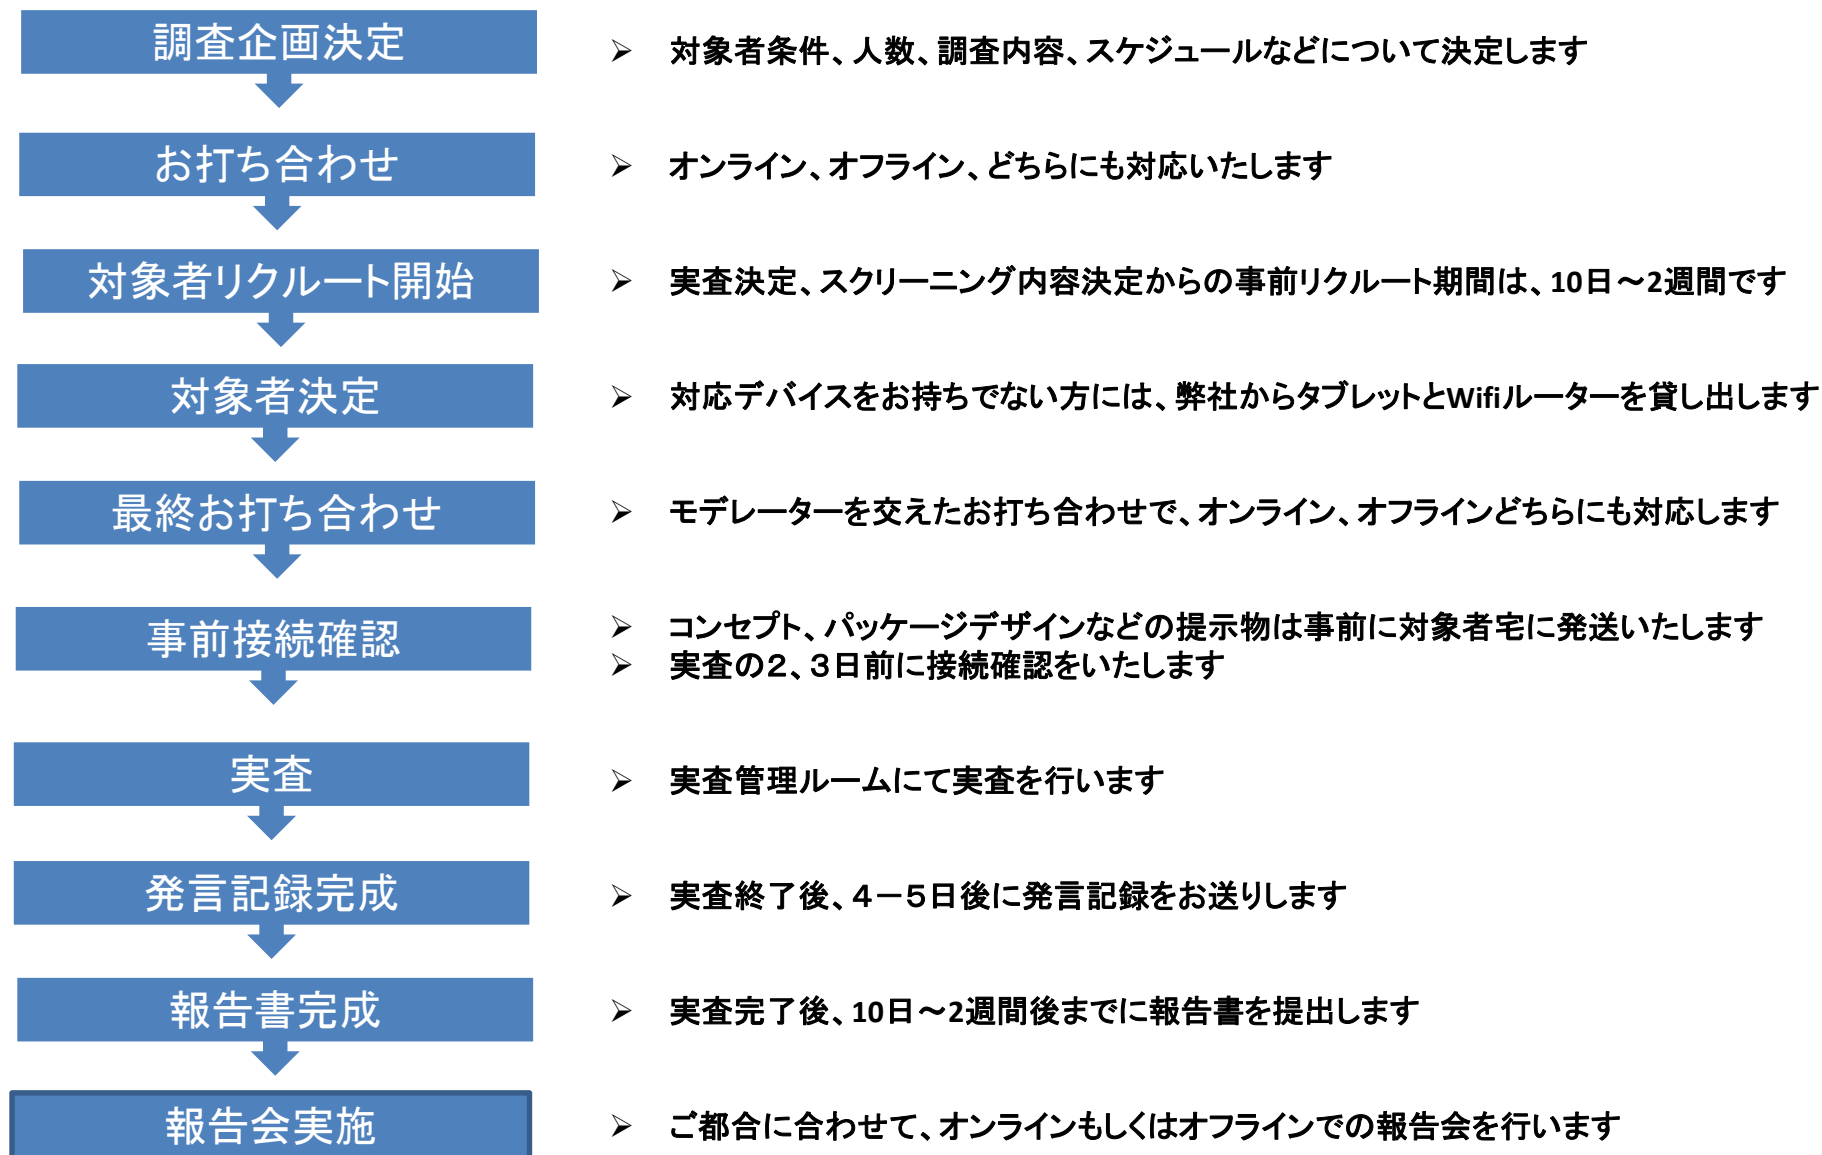 調査企画決定
➢ 対象者条件、人数、調査内容、スケジュールなどについて決定します
お打ち合わせ
➢ オンライン、オフライン、どちらにも対応いたします
対象者リクルート開始
➢ 実査決定、スクリーニング内容決定からの事前リクルート期間は、10日～2週間です
対象者決定
➢ 対応デバイスをお持ちでない方には、弊社からタブレットとWifiルーターを貸し出します
最終お打ち合わせ
➢ モデレーターを交えたお打ち合わせで、オンライン、オフラインどちらにも対応します
事前接続確認
➢ コンセプト、パッケージデザインなどの提示物は事前に対象者宅に発送いたします
➢ 実査の２、３日前に接続確認をいたします
実査
➢ 実査管理ルームにて実査を行います
発言記録完成
➢ 実査終了後、４－５日後に発言記録をお送りします
報告書完成
➢ 実査完了後、10日～2週間後までに報告書を提出します
報告会実施
➢ ご都合に合わせて、オンラインもしくはオフラインでの報告会を行います